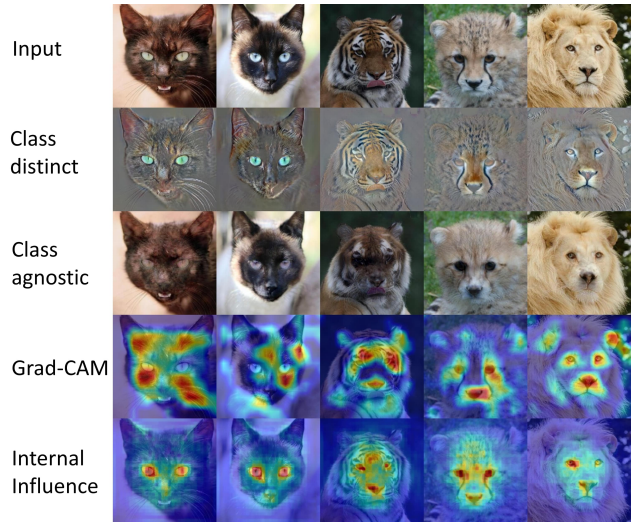 Input
Class
distinct
Class
agnostic
Grad-CAM
Internal
Influence